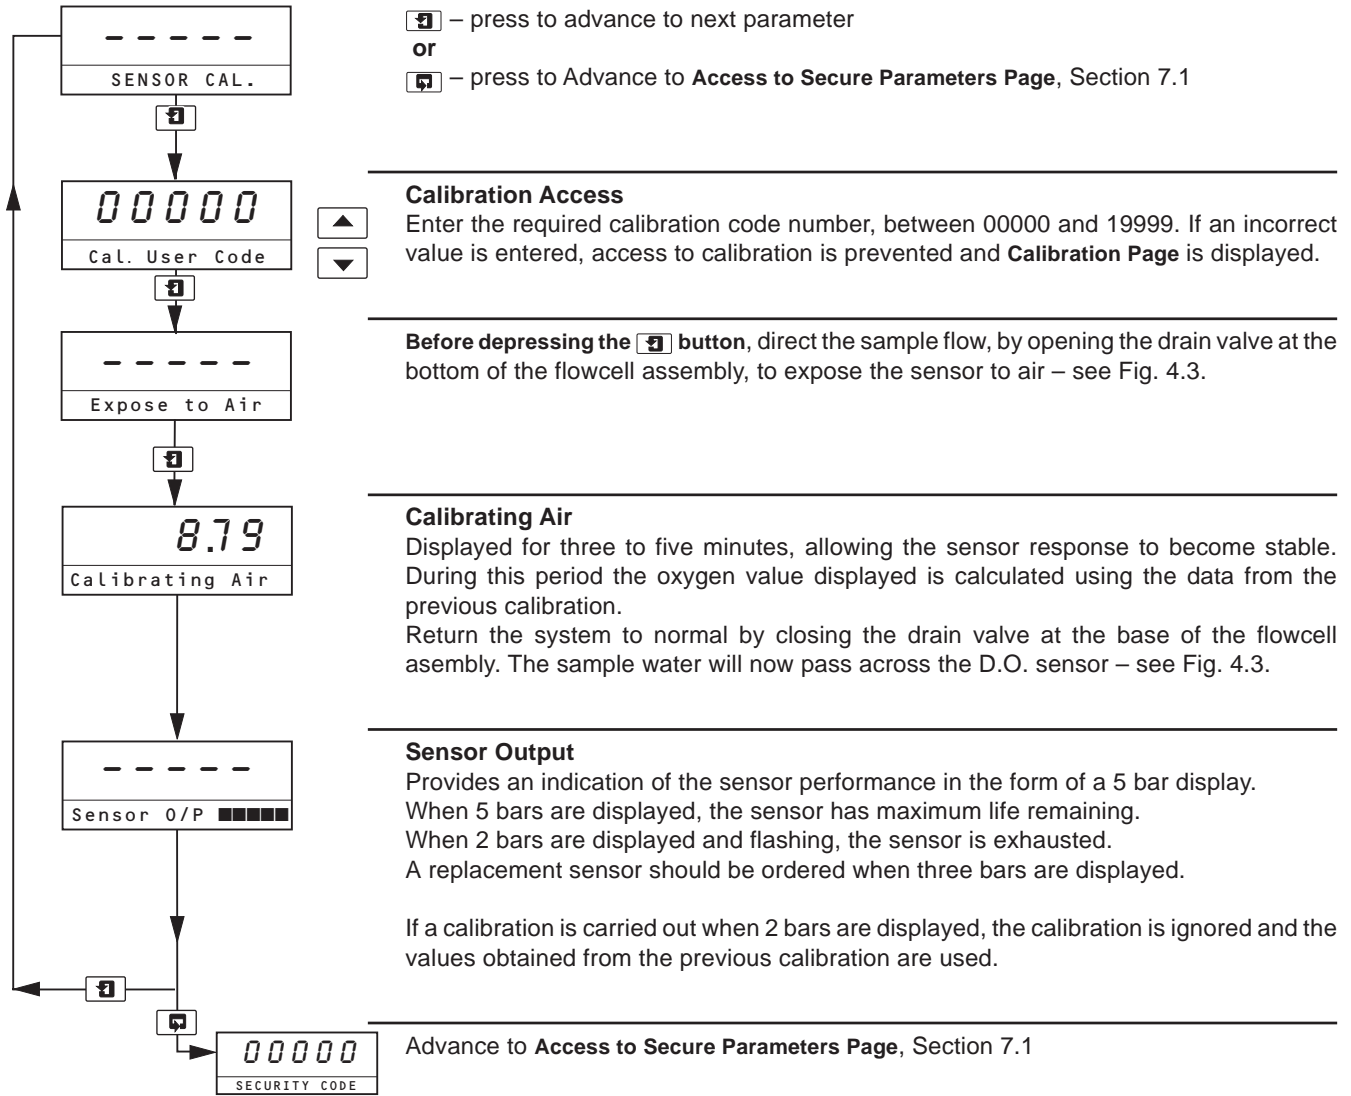 – – – – –
SENSOR CAL.
– press to advance to next parameter
or
– press to Advance to Access to Secure Parameters Page, Section 7.1
00000
Cal. User Code
Calibration Access
Enter the required calibration code number, between 00000 and 19999. If an incorrect
value is entered, access to calibration is prevented and Calibration Page is displayed.
– – – – –
Expose to Air
Before depressing the button, direct the sample flow, by opening the drain valve at the
bottom of the flowcell assembly, to expose the sensor to air – see Fig. 4.3.
8.79
Calibrating Air
Calibrating Air
Displayed for three to five minutes, allowing the sensor response to become stable.
During this period the oxygen value displayed is calculated using the data from the
previous calibration.
Return the system to normal by closing the drain valve at the base of the flowcell
asembly. The sample water will now pass across the D.O. sensor – see Fig. 4.3.
– – – – –
Sensor O/P
Sensor Output
Provides an indication of the sensor performance in the form of a 5 bar display.
When 5 bars are displayed, the sensor has maximum life remaining.
When 2 bars are displayed and flashing, the sensor is exhausted.
A replacement sensor should be ordered when three bars are displayed.
If a calibration is carried out when 2 bars are displayed, the calibration is ignored and the
values obtained from the previous calibration are used.
00000
SECURITY CODE
Advance to Access to Secure Parameters Page, Section 7.1